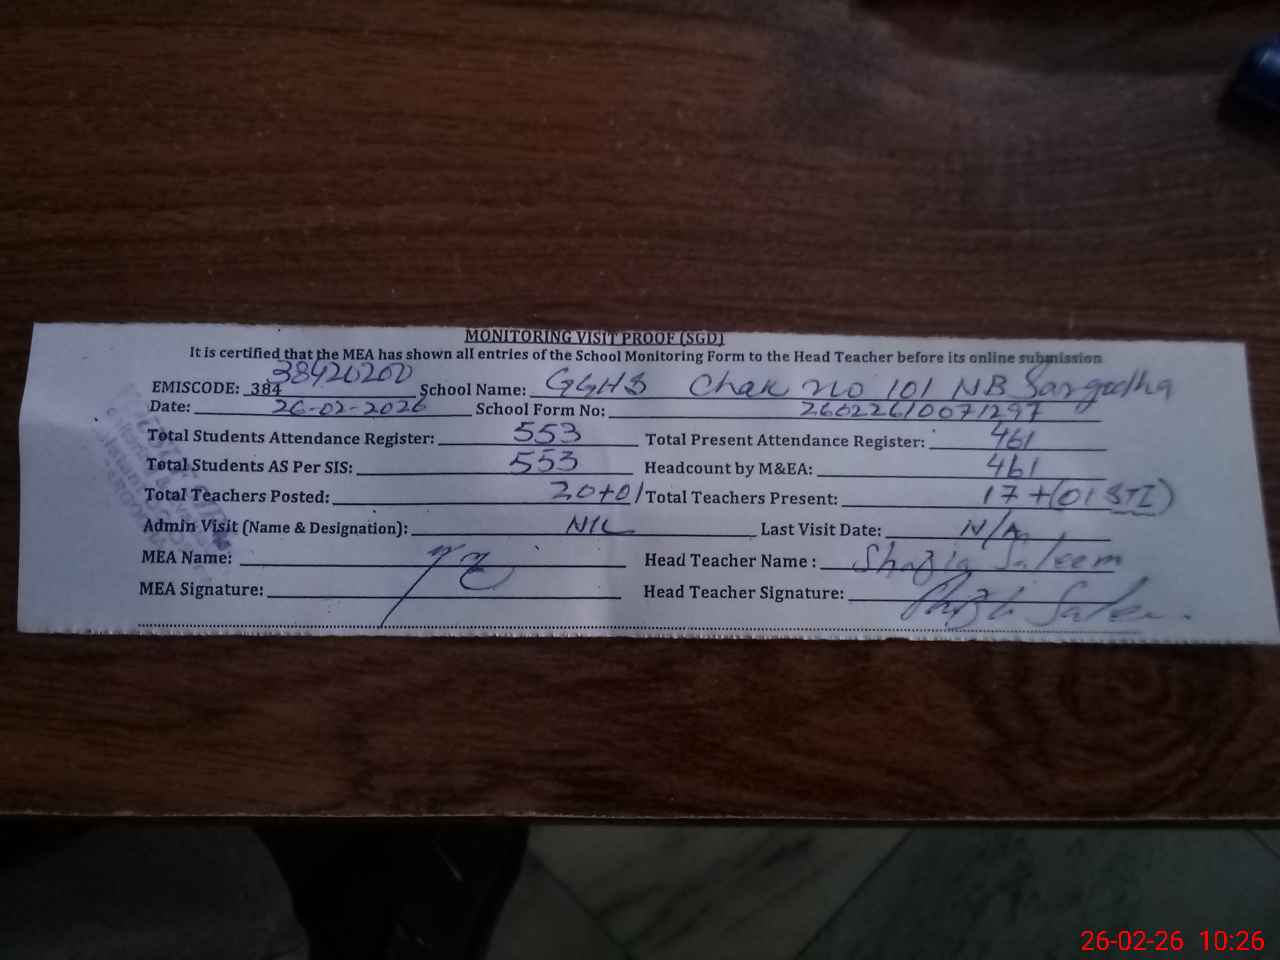 MONITORING VISIT PROOF (SGD)
It is certified that the MEA has shown all entries of the School Monitoring Form to the Head Teacher before its online submission
EMISCODE: 384 38420200 School Name: GGHS Chak no 101 NB Sargodha
Date: 26-02-2026 School Form No:
Total Students Attendance Register: 553 Total Present Attendance Register: 461
Total Students AS Per SIS: 553 Headcount by M&EA: 461
Total Teachers Posted: 20+01 Total Teachers Present: 17+(01 STI)
Admin Visit (Name & Designation): NIL Last Visit Date: N/A
MEA Name: Head Teacher Name : Shazia Saleem
MEA Signature: Head Teacher Signature: Shazia Saleem
26-02-26 10:26